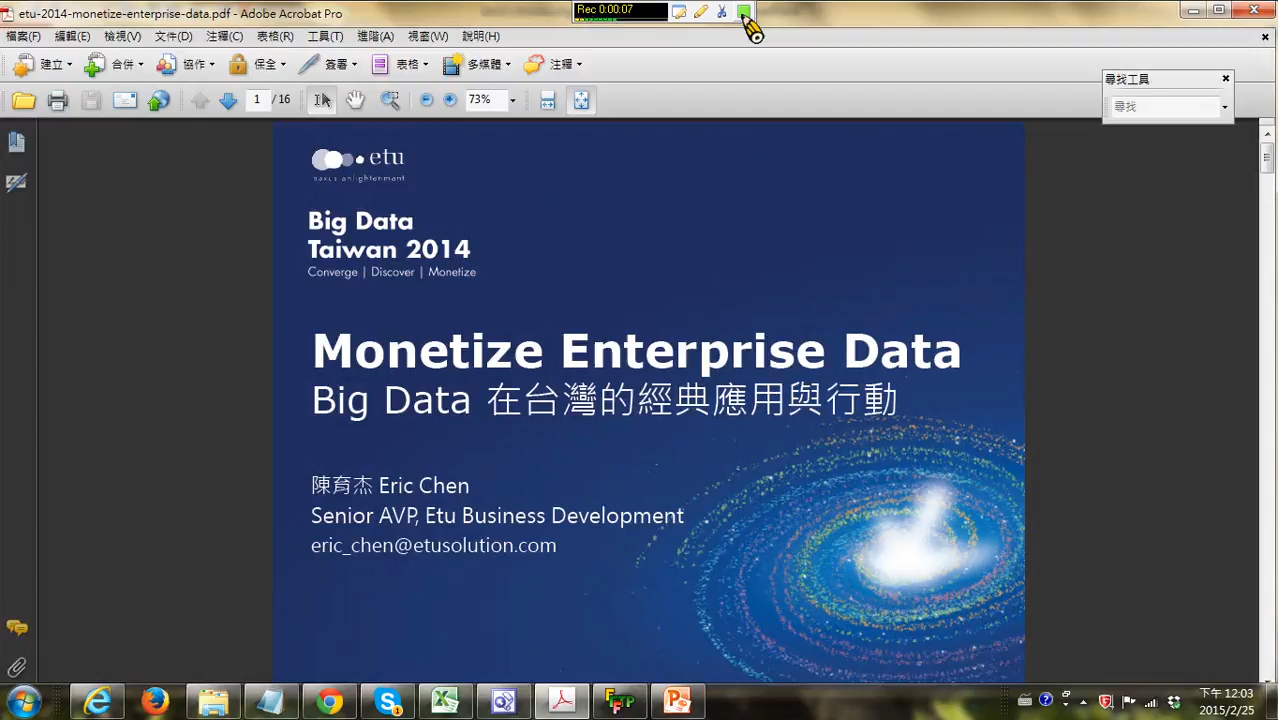 etu-2014-monetize-enterprise-data.pdf - Adobe Acrobat Pro
Rec 0:00:07
檔案(F) 編輯(E) 檢視(V) 文件(D) 注釋(C) 表格(R) 工具(T) 進階(A) 視窗(W) 說明(H)
建立 合併 協作 保全 簽署 表格 多媒體 注釋
尋找工具
1 / 16 73% 尋找
etu
nexus.enlightenment
Big Data
Taiwan 2014
Converge | Discover | Monetize
Monetize Enterprise Data
Big Data 在台灣的經典應用與行動
陳育杰 Eric Chen
Senior AVP, Etu Business Development
eric_chen@etusolution.com
下午 12:03
2015/2/25